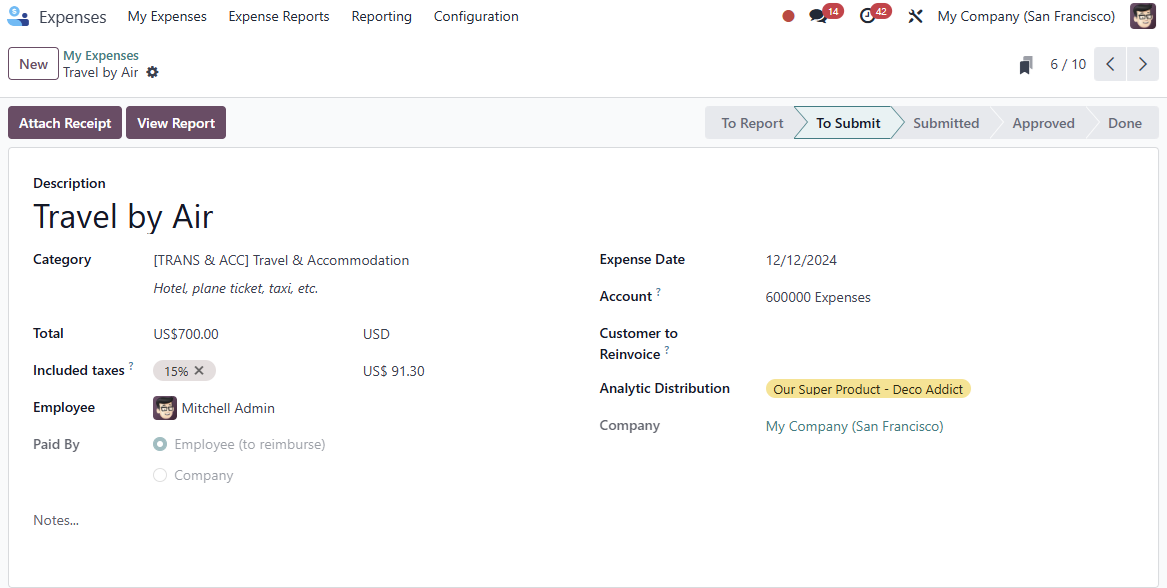 Expenses My Expenses Expense Reports Reporting Configuration 14 42 My Company (San Francisco)
New My Expenses 6 / 10
Travel by Air
Attach Receipt View Report To Report To Submit Submitted Approved Done
Description
Travel by Air
Category [TRANS & ACC] Travel & Accommodation Expense Date 12/12/2024
Hotel, plane ticket, taxi, etc.
Account ? 600000 Expenses
Total US$700.00 USD Customer to
Reinvoice ?
Included taxes ? 15% US$ 91.30
Analytic Distribution Our Super Product - Deco Addict
Employee Mitchell Admin
Company My Company (San Francisco)
Paid By Employee (to reimburse)
Company
Notes...